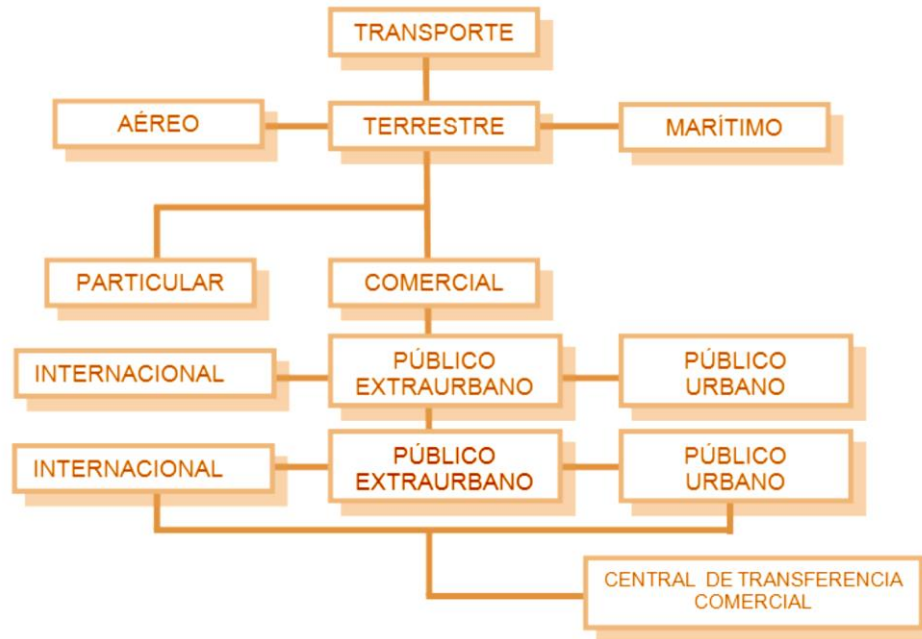 TRANSPORTE
AÉREO
TERRESTRE
MARÍTIMO
PARTICULAR
COMERCIAL
INTERNACIONAL
PÚBLICO
EXTRAURBANO
PÚBLICO
URBANO
INTERNACIONAL
PÚBLICO
EXTRAURBANO
PÚBLICO
URBANO
CENTRAL DE TRANSFERENCIA
COMERCIAL